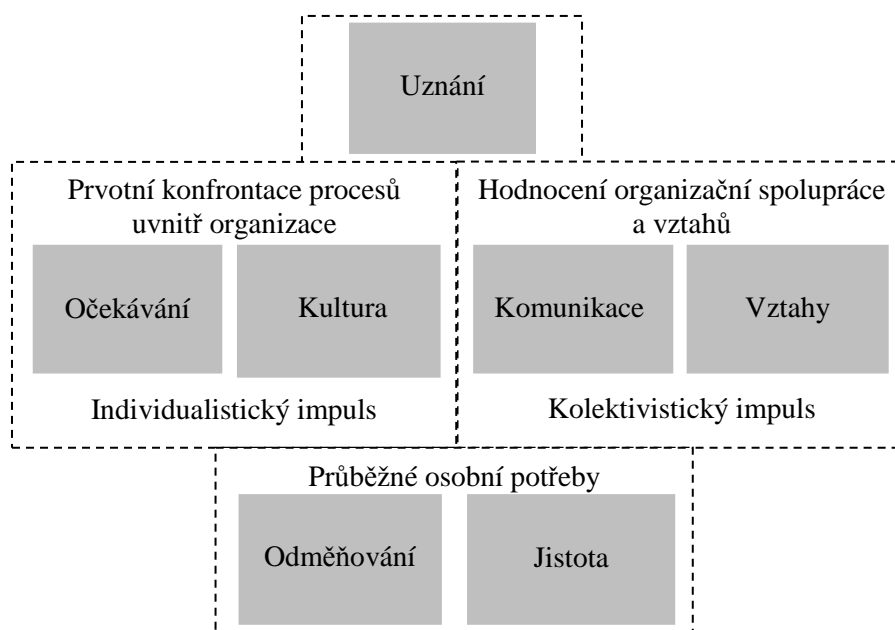 Uznání
Prvotní konfrontace procesů
uvnitř organizace
Očekávání
Kultura
Individualistický impuls
Hodnocení organizační spolupráce
a vztahů
Komunikace
Vztahy
Kolektivistický impuls
Průběžné osobní potřeby
Odměňování
Jistota